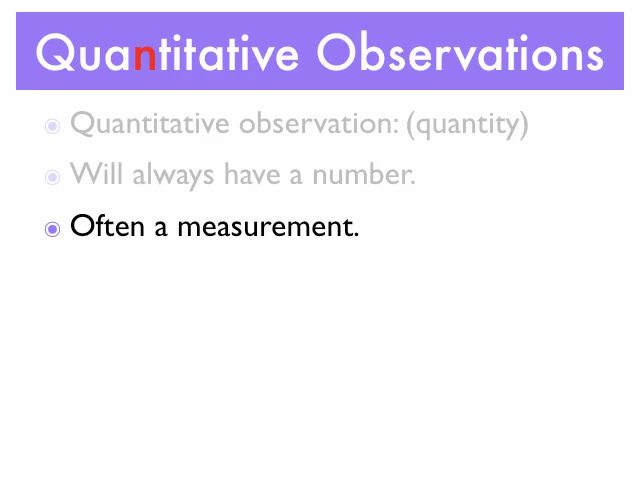 Quantitative Observations
Quantitative observation: (quantity)
Will always have a number.
Often a measurement.